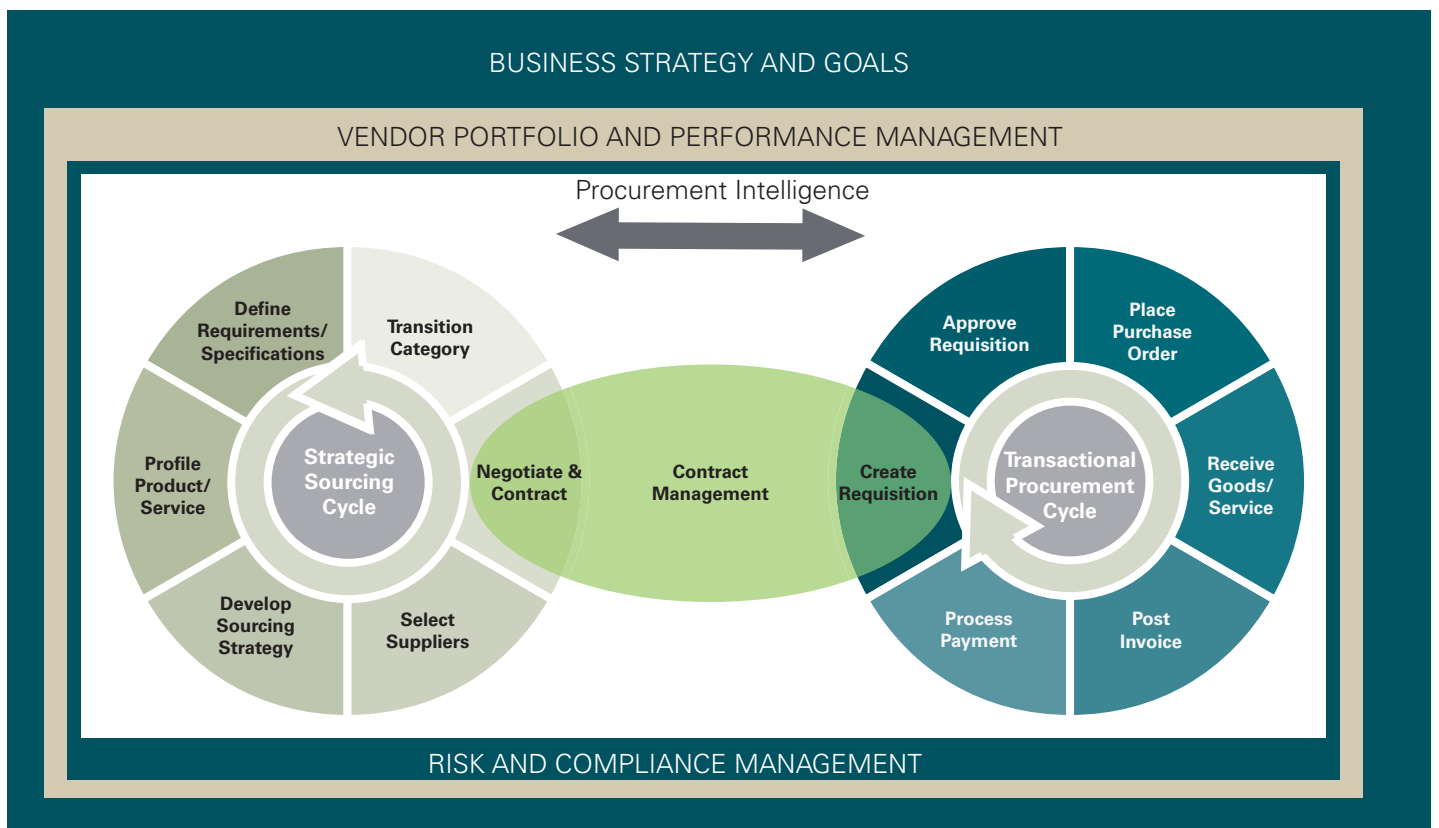 BUSINESS STRATEGY AND GOALS
VENDOR PORTFOLIO AND PERFORMANCE MANAGEMENT
Procurement Intelligence
Define
Requirements/
Specifications
Transition
Category
Profile
Product/
Service
Strategic
Sourcing
Cycle
Negotiate &
Contract
Develop
Sourcing
Strategy
Select
Suppliers
Contract
Management
Approve
Requisition
Place
Purchase
Order
Create
Requisition
Transactional
Procurement
Cycle
Receive
Goods/
Service
Process
Payment
Post
Invoice
RISK AND COMPLIANCE MANAGEMENT